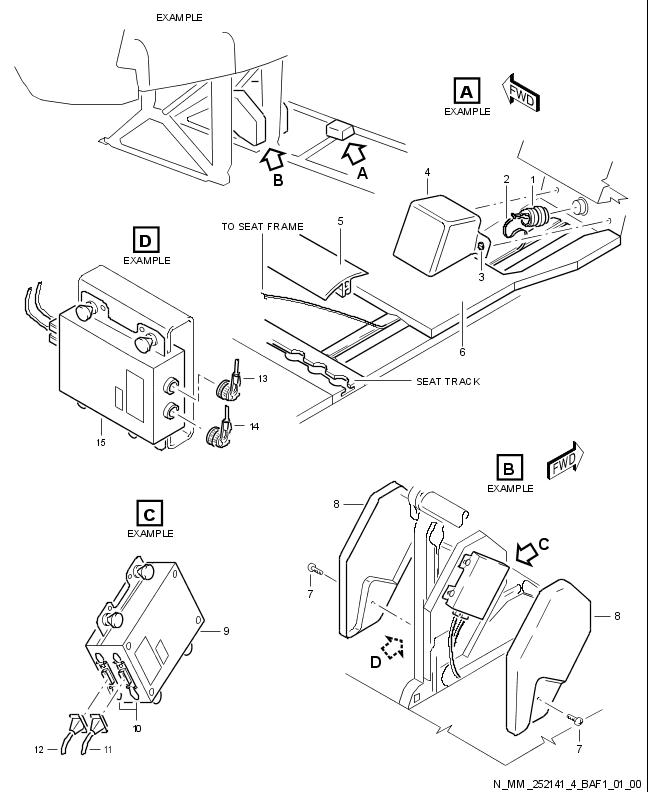 EXAMPLE
A
FWD
EXAMPLE
B
A
4
2
1
TO SEAT FRAME
5
D
EXAMPLE
3
6
13
SEAT TRACK
14
15
B
FWD
EXAMPLE
C
EXAMPLE
8
C
7
8
9
D
10
12
11
7
N_MM_252141_4_BAF1_01_00